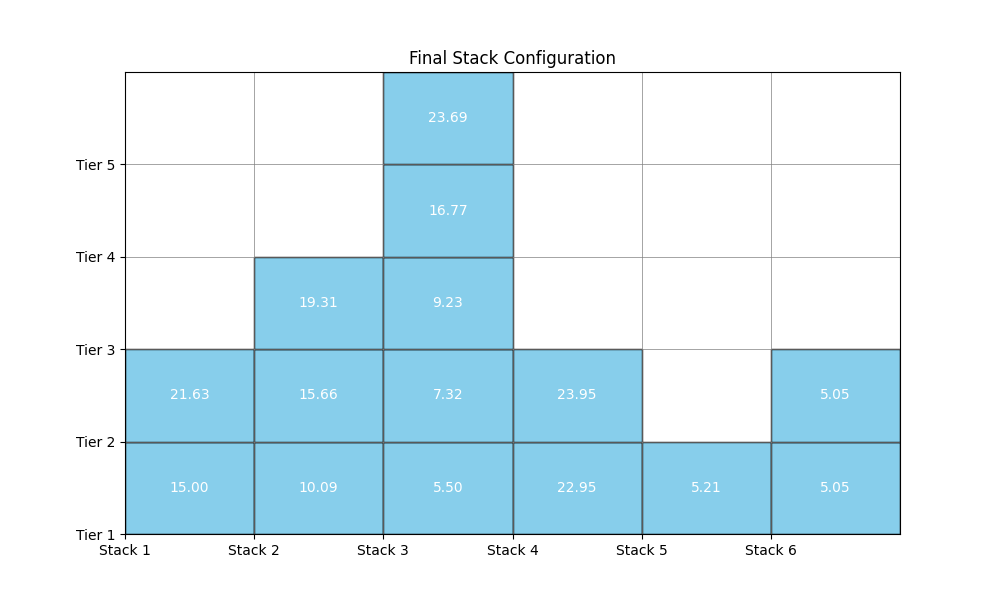 Final Stack Configuration
23.69
Tier 5
16.77
Tier 4
19.31 9.23
Tier 3
21.63 15.66 7.32 23.95 5.05
Tier 2
15.00 10.09 5.50 22.95 5.21 5.05
Tier 1
Stack 1 Stack 2 Stack 3 Stack 4 Stack 5 Stack 6